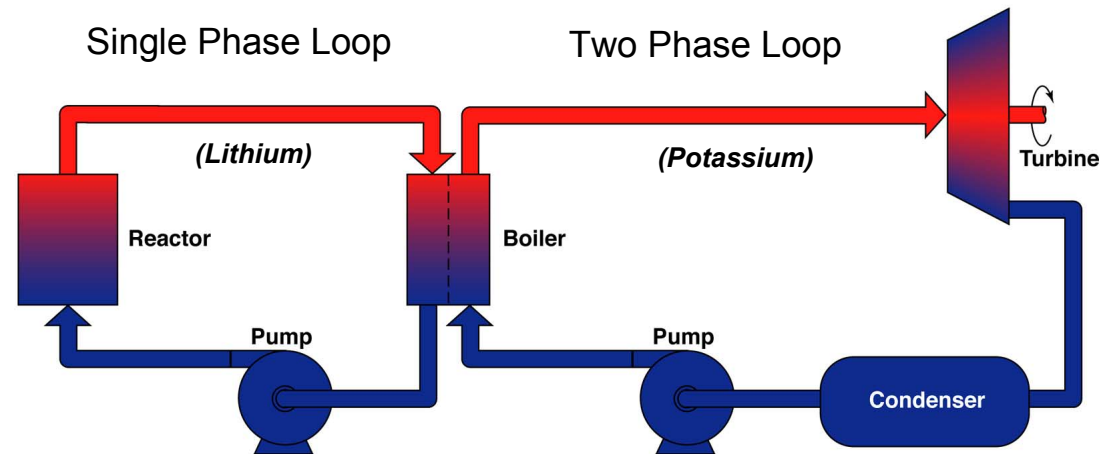 Single Phase Loop
Two Phase Loop
(Lithium)
(Potassium)
Turbine
Reactor
Boiler
Pump
Pump
Condenser